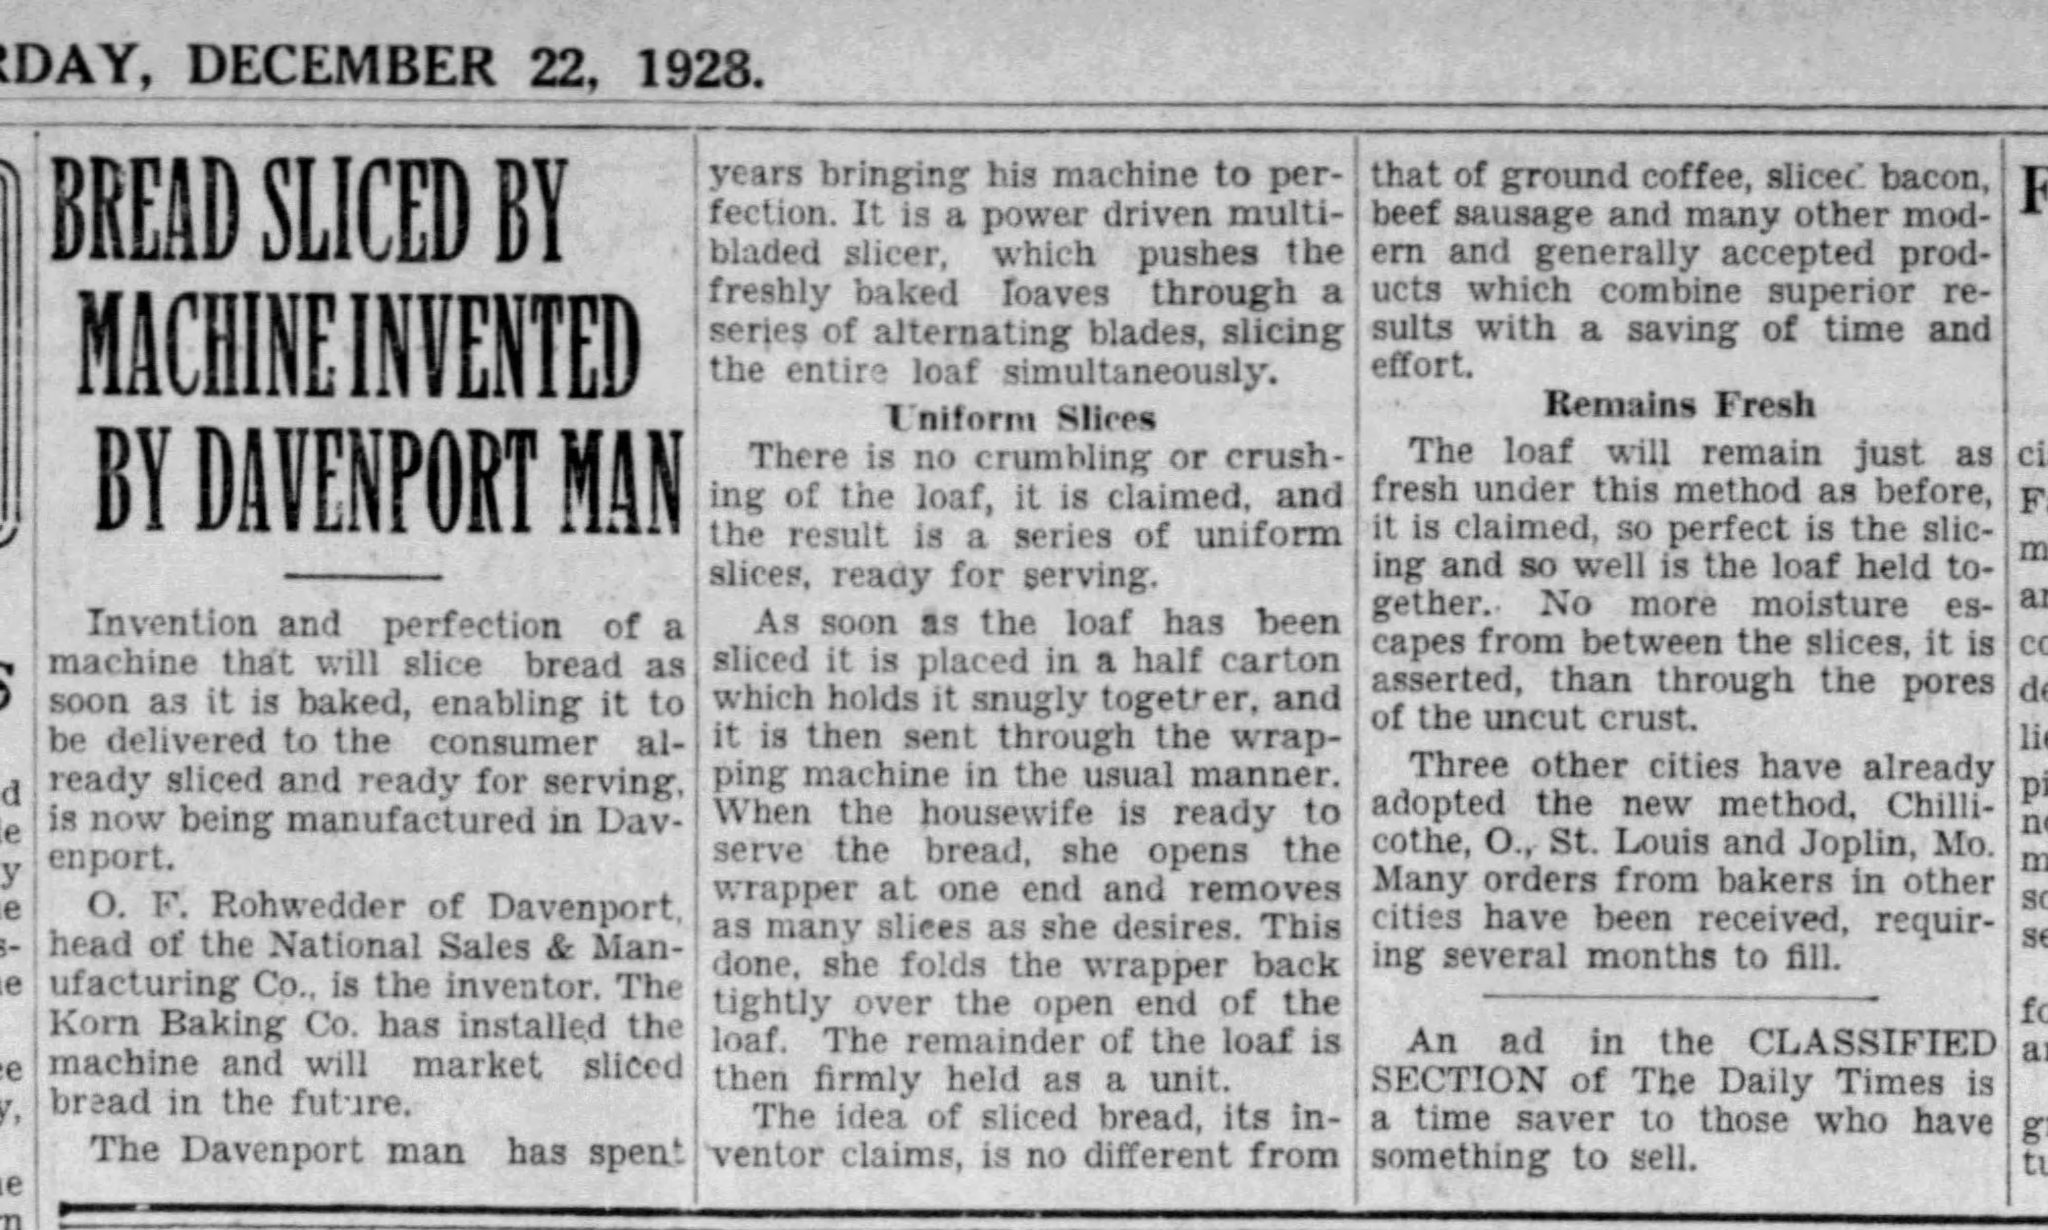 RDAY, DECEMBER 22, 1928.
BREAD SLICED BY
MACHINE INVENTED
BY DAVENPORT MAN
Invention and perfection of a
machine that will slice bread as
soon as it is baked, enabling it to
be delivered to the consumer al-
ready sliced and ready for serving,
is now being manufactured in Dav-
enport.
O. F. Rohwedder of Davenport,
head of the National Sales & Man-
ufacturing Co., is the inventor. The
Korn Baking Co. has installed the
machine and will market sliced
bread in the future.
The Davenport man has spent
years bringing his machine to per-
fection. It is a power driven multi-
bladed slicer, which pushes the
freshly baked loaves through a
series of alternating blades, slicing
the entire loaf simultaneously.
Uniform Slices
There is no crumbling or crush-
ing of the loaf, it is claimed, and
the result is a series of uniform
slices, ready for serving.
As soon as the loaf has been
sliced it is placed in a half carton
which holds it snugly together, and
it is then sent through the wrap-
ping machine in the usual manner.
When the housewife is ready to
serve the bread, she opens the
wrapper at one end and removes
as many slices as she desires. This
done, she folds the wrapper back
tightly over the open end of the
loaf. The remainder of the loaf is
then firmly held as a unit.
The idea of sliced bread, its in-
ventor claims, is no different from
that of ground coffee, sliced bacon,
beef sausage and many other mod-
ern and generally accepted prod-
ucts which combine superior re-
sults with a saving of time and
effort.
Remains Fresh
The loaf will remain just as
fresh under this method as before,
it is claimed, so perfect is the slic-
ing and so well is the loaf held to-
gether. No more moisture es-
capes from between the slices, it is
asserted, than through the pores
of the uncut crust.
Three other cities have already
adopted the new method, Chilli-
cothe, O., St. Louis and Joplin, Mo.
Many orders from bakers in other
cities have been received, requir-
ing several months to fill.
An ad in the CLASSIFIED
SECTION of The Daily Times is
a time saver to those who have
something to sell.